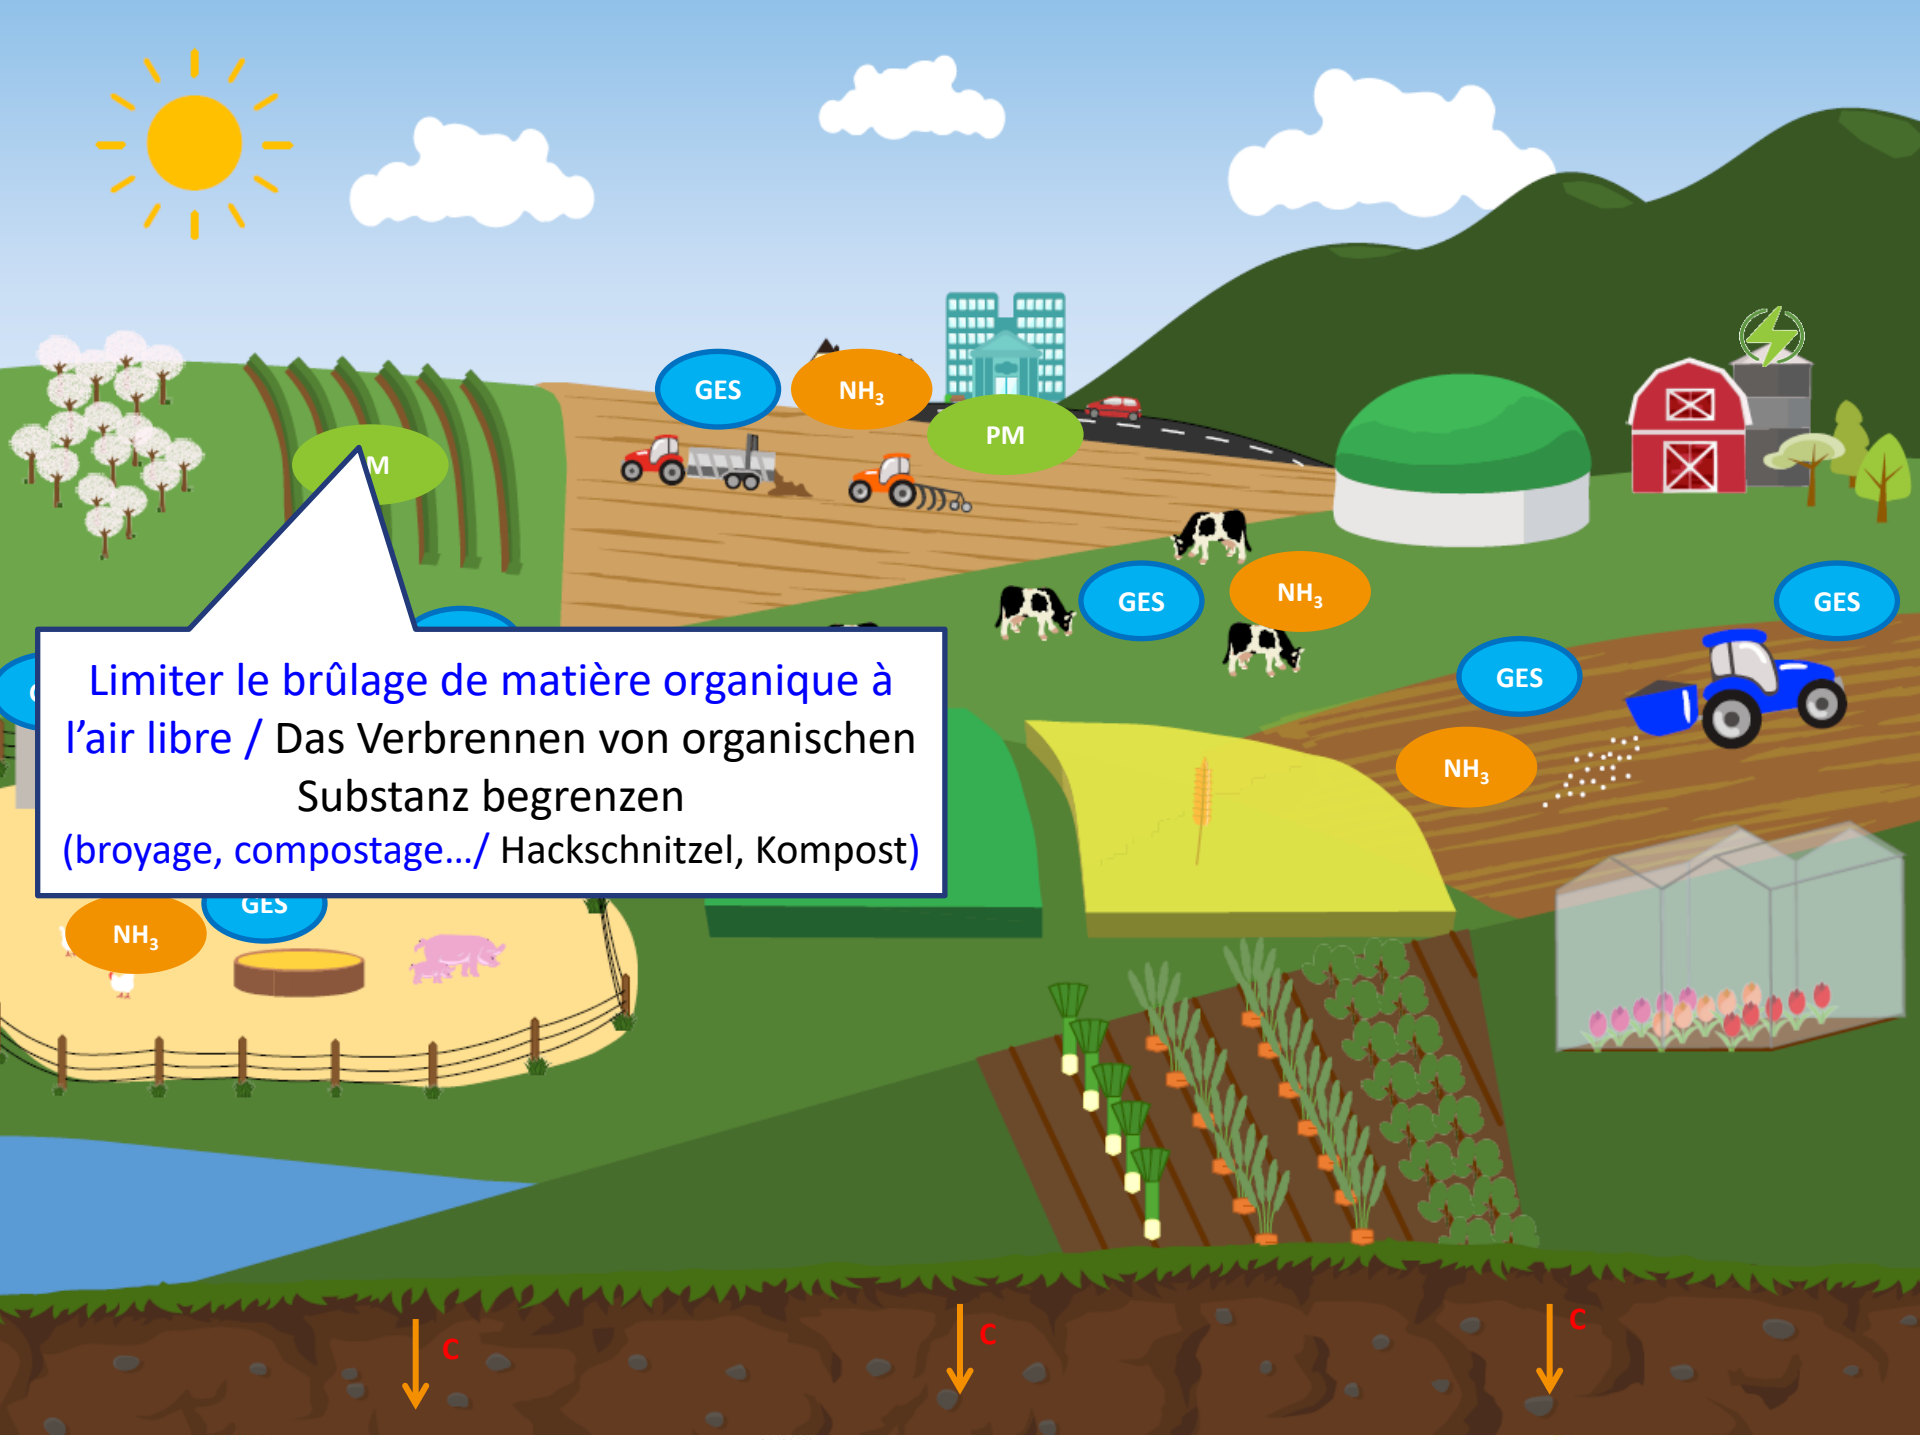 GES
NH₃
PM
M
GES
NH₃
GES
GES
NH₃
Limiter le brûlage de matière organique à
l’air libre / Das Verbrennen von organischen
Substanz begrenzen
(broyage, compostage…/ Hackschnitzel, Kompost)
GES
NH₃
C
C
C